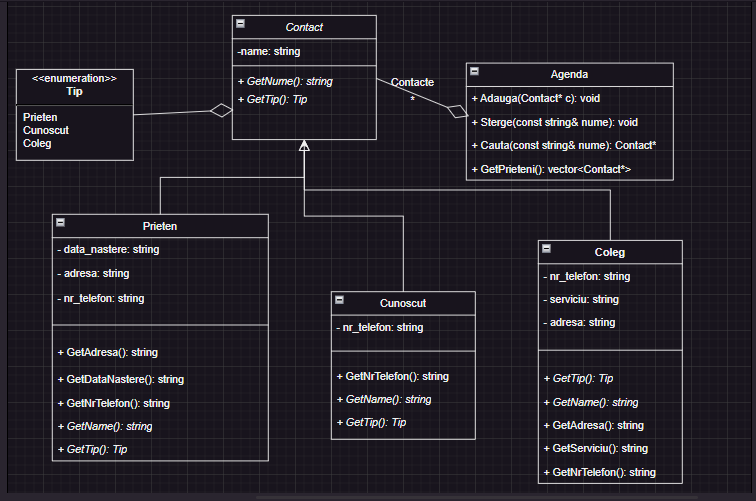 Contact
-name: string
+ GetNume(): string
+ GetTip(): Tip
<<enumeration>>
Tip
Prieten
Cunoscut
Coleg
Contacte
*
Agenda
+ Adauga(Contact* c): void
+ Sterge(const string& nume): void
+ Cauta(const string& nume): Contact*
+ GetPrieteni(): vector<Contact*>
Prieten
- data_nastere: string
- adresa: string
- nr_telefon: string
+ GetAdresa(): string
+ GetDataNastere(): string
+ GetNrTelefon(): string
+ GetName(): string
+ GetTip(): Tip
Cunoscut
- nr_telefon: string
+ GetNrTelefon(): string
+ GetName(): string
+ GetTip(): Tip
Coleg
- nr_telefon: string
- serviciu: string
- adresa: string
+ GetTip(): Tip
+ GetName(): string
+ GetAdresa(): string
+ GetServiciu(): string
+ GetNrTelefon(): string